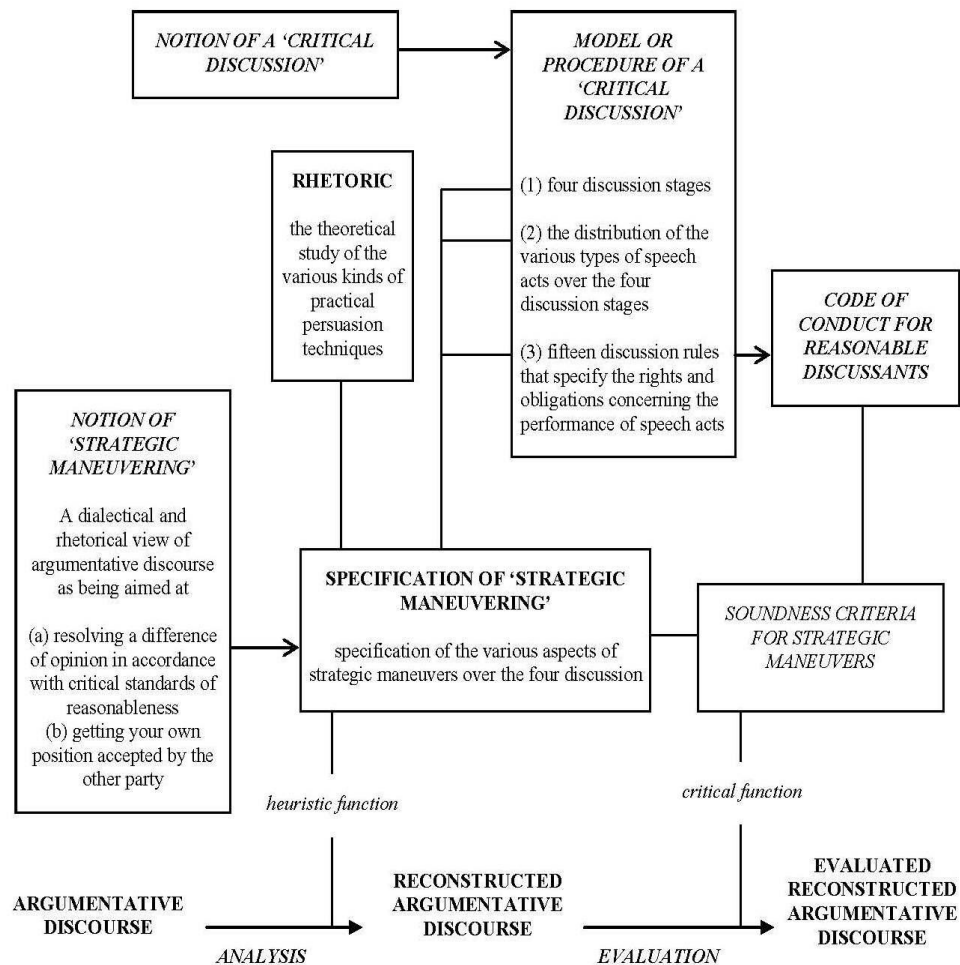 NOTION OF A ‘CRITICAL
DISCUSSION’
MODEL OR
PROCEDURE OF A
‘CRITICAL
DISCUSSION’
(1) four discussion stages
(2) the distribution of the
various types of speech
acts over the four
discussion stages
(3) fifteen discussion rules
that specify the rights and
obligations concerning the
performance of speech acts
RHETORIC
the theoretical
study of the
various kinds of
practical
persuasion
techniques
CODE OF
CONDUCT FOR
REASONABLE
DISCUSSANTS
NOTION OF
‘STRATEGIC
MANEUVERING’
A dialectical and
rhetorical view of
argumentative discourse
as being aimed at
(a) resolving a difference
of opinion in accordance
with critical standards of
reasonableness
(b) getting your own
position accepted by the
other party
SPECIFICATION OF ‘STRATEGIC
MANEUVERING’
specification of the various aspects of
strategic maneuvers over the four discussion
SOUNDNESS CRITERIA
FOR STRATEGIC
MANEUVERS
heuristic function
critical function
ARGUMENTATIVE
DISCOURSE
ANALYSIS
RECONSTRUCTED
ARGUMENTATIVE
DISCOURSE
EVALUATION
EVALUATED
RECONSTRUCTED
ARGUMENTATIVE
DISCOURSE